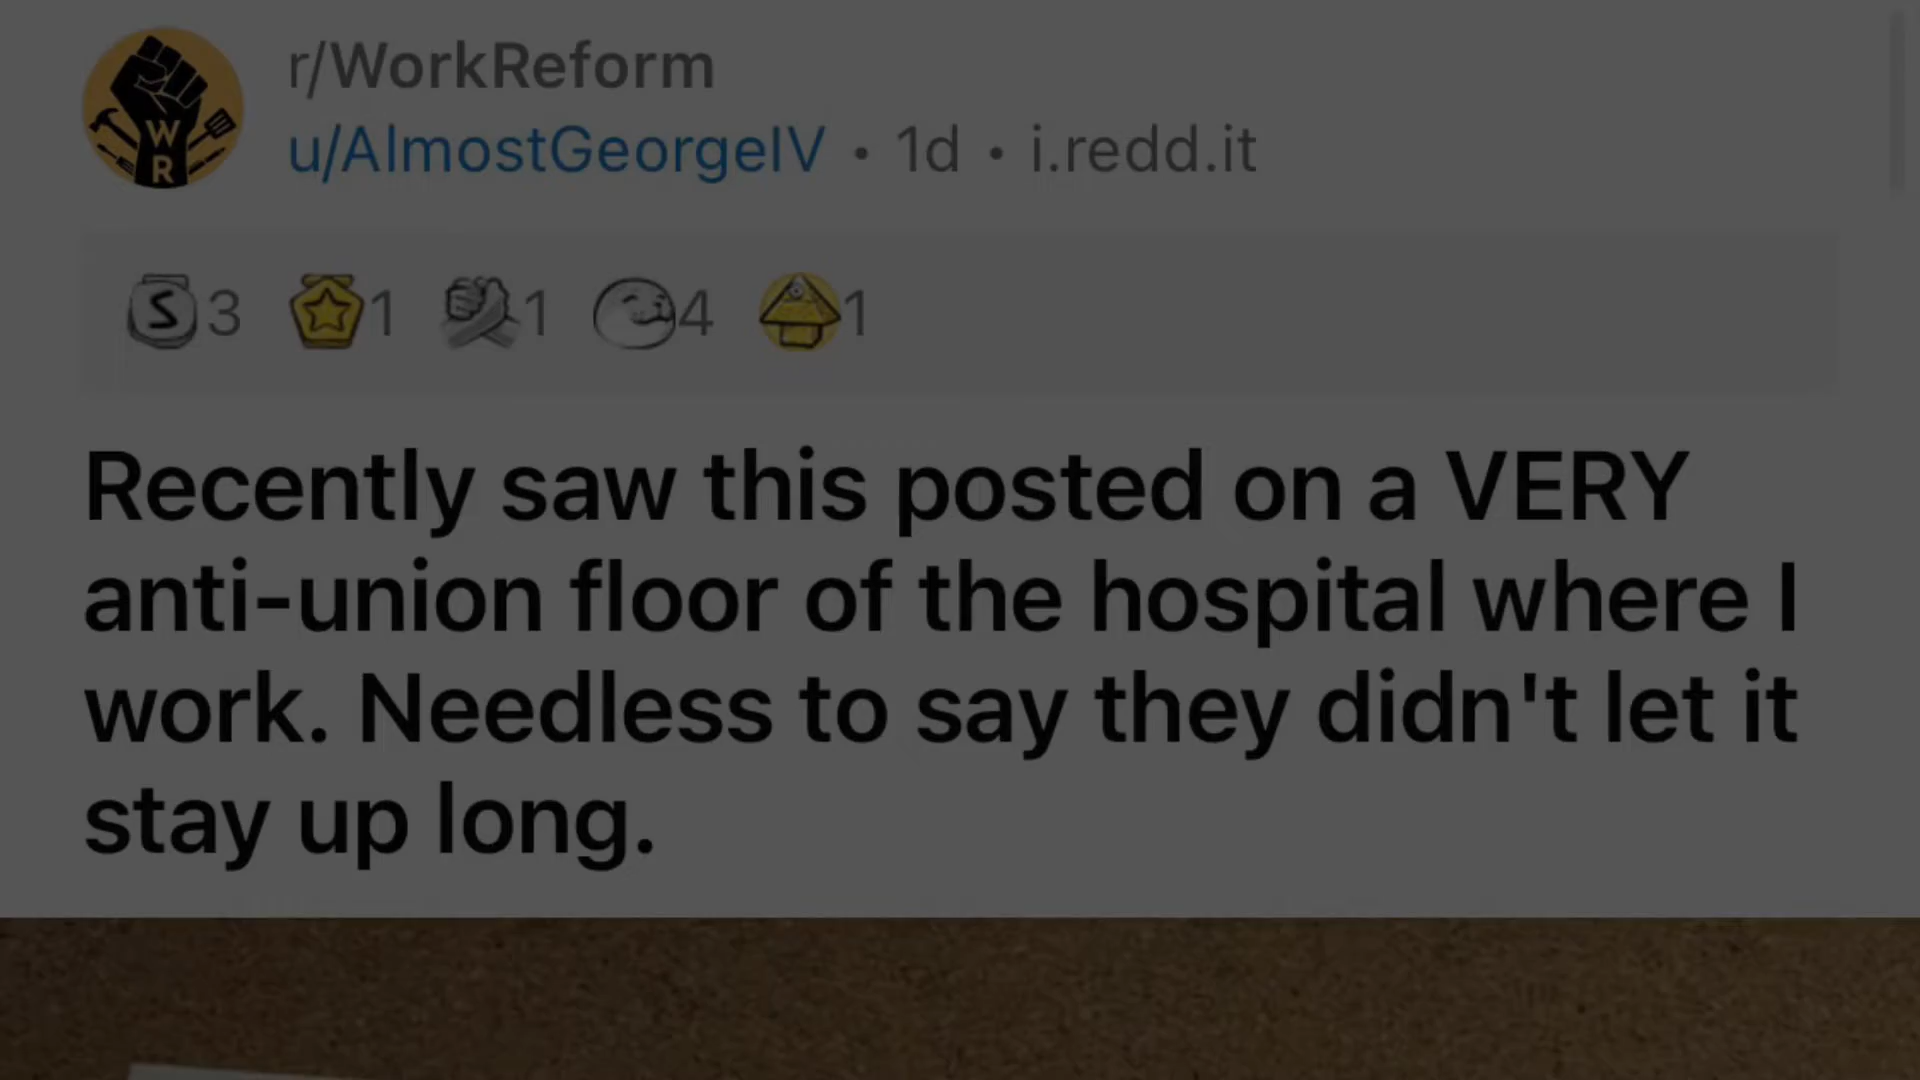 r/WorkReform
u/AlmostGeorgeIV • 1d • i.redd.it
W
R
S 3 1 1 4 1
Recently saw this posted on a VERY
anti-union floor of the hospital where I
work. Needless to say they didn't let it
stay up long.